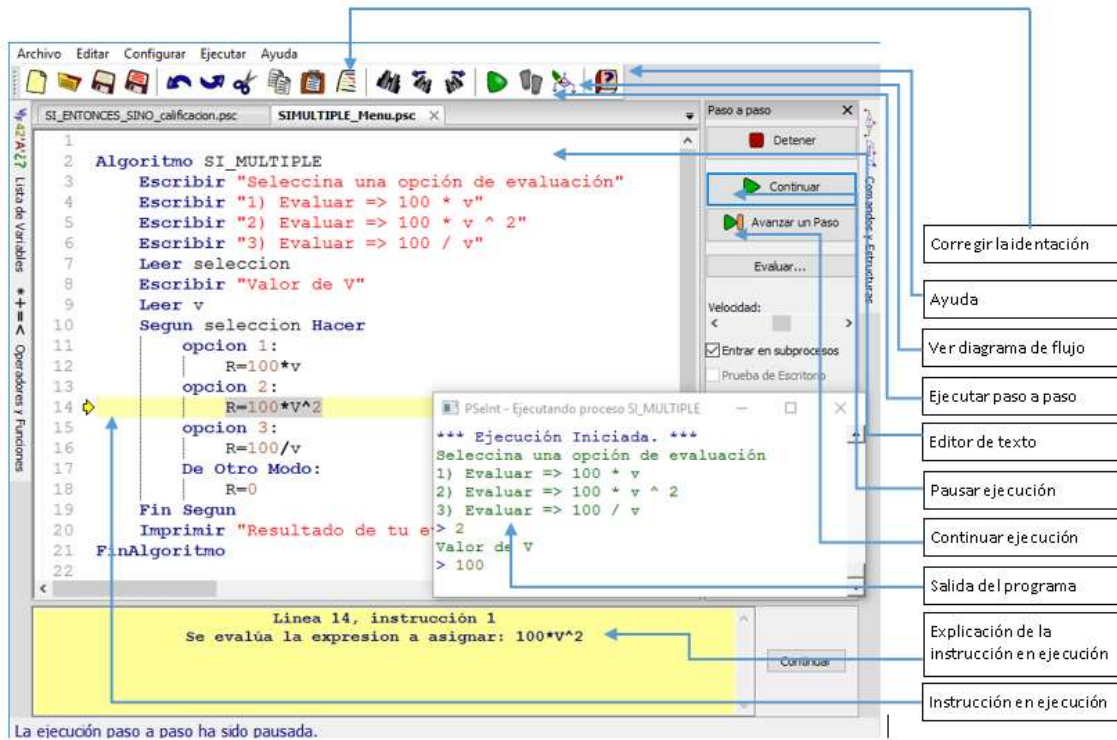 Archivo Editar Configurar Ejecutar Ayuda
SI_ENTONCES_SINO_calificacion.psc SIMULTIPLE_Menu.psc
Lista de Variables
Operadores y Funciones
1
2 Algoritmo SI_MULTIPLE
3 Escribir "Seleccina una opción de evaluación"
4 Escribir "1) Evaluar => 100 * v"
5 Escribir "2) Evaluar => 100 * v ^ 2"
6 Escribir "3) Evaluar => 100 / v"
7 Leer seleccion
8 Escribir "Valor de V"
9 Leer v
10 Segun seleccion Hacer
11 opcion 1:
12 R=100*v
13 opcion 2:
14 R=100*V^2
15 opcion 3:
16 R=100/v
17 De Otro Modo:
18 R=0
19 Fin Segun
20 Imprimir "Resultado de tu e
21 FinAlgoritmo
22
Paso a paso
Detener
Continuar
Avanzar un Paso
Evaluar...
Velocidad:
Entrar en subprocesos
Prueba de Escritorio
Comandos y Estructuras
PSeInt - Ejecutando proceso SI_MULTIPLE
*** Ejecución Iniciada. ***
Seleccina una opción de evaluación
1) Evaluar => 100 * v
2) Evaluar => 100 * v ^ 2
3) Evaluar => 100 / v
> 2
Valor de V
> 100
Linea 14, instrucción 1
Se evalúa la expresion a asignar: 100*V^2
Continuar
La ejecución paso a paso ha sido pausada.
Corregir la identación
Ayuda
Ver diagrama de flujo
Ejecutar paso a paso
Editor de texto
Pausar ejecución
Continuar ejecución
Salida del programa
Explicación de la
instrucción en ejecución
Instrucción en ejecución